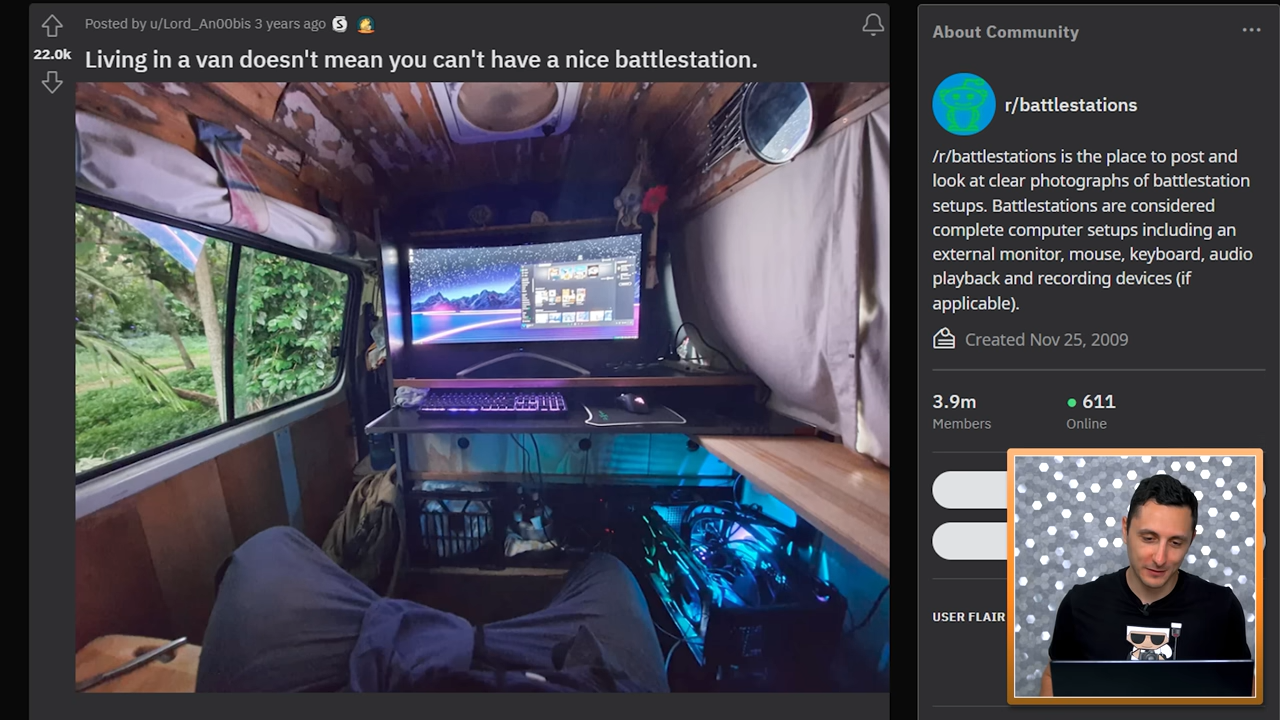 Posted by u/Lord_An00bis 3 years ago
22.0k
Living in a van doesn't mean you can't have a nice battlestation.
About Community
r/battlestations
/r/battlestations is the place to post and
look at clear photographs of battlestation
setups. Battlestations are considered
complete computer setups including an
external monitor, mouse, keyboard, audio
playback and recording devices (if
applicable).
Created Nov 25, 2009
3.9m
Members
611
Online
USER FLAIR